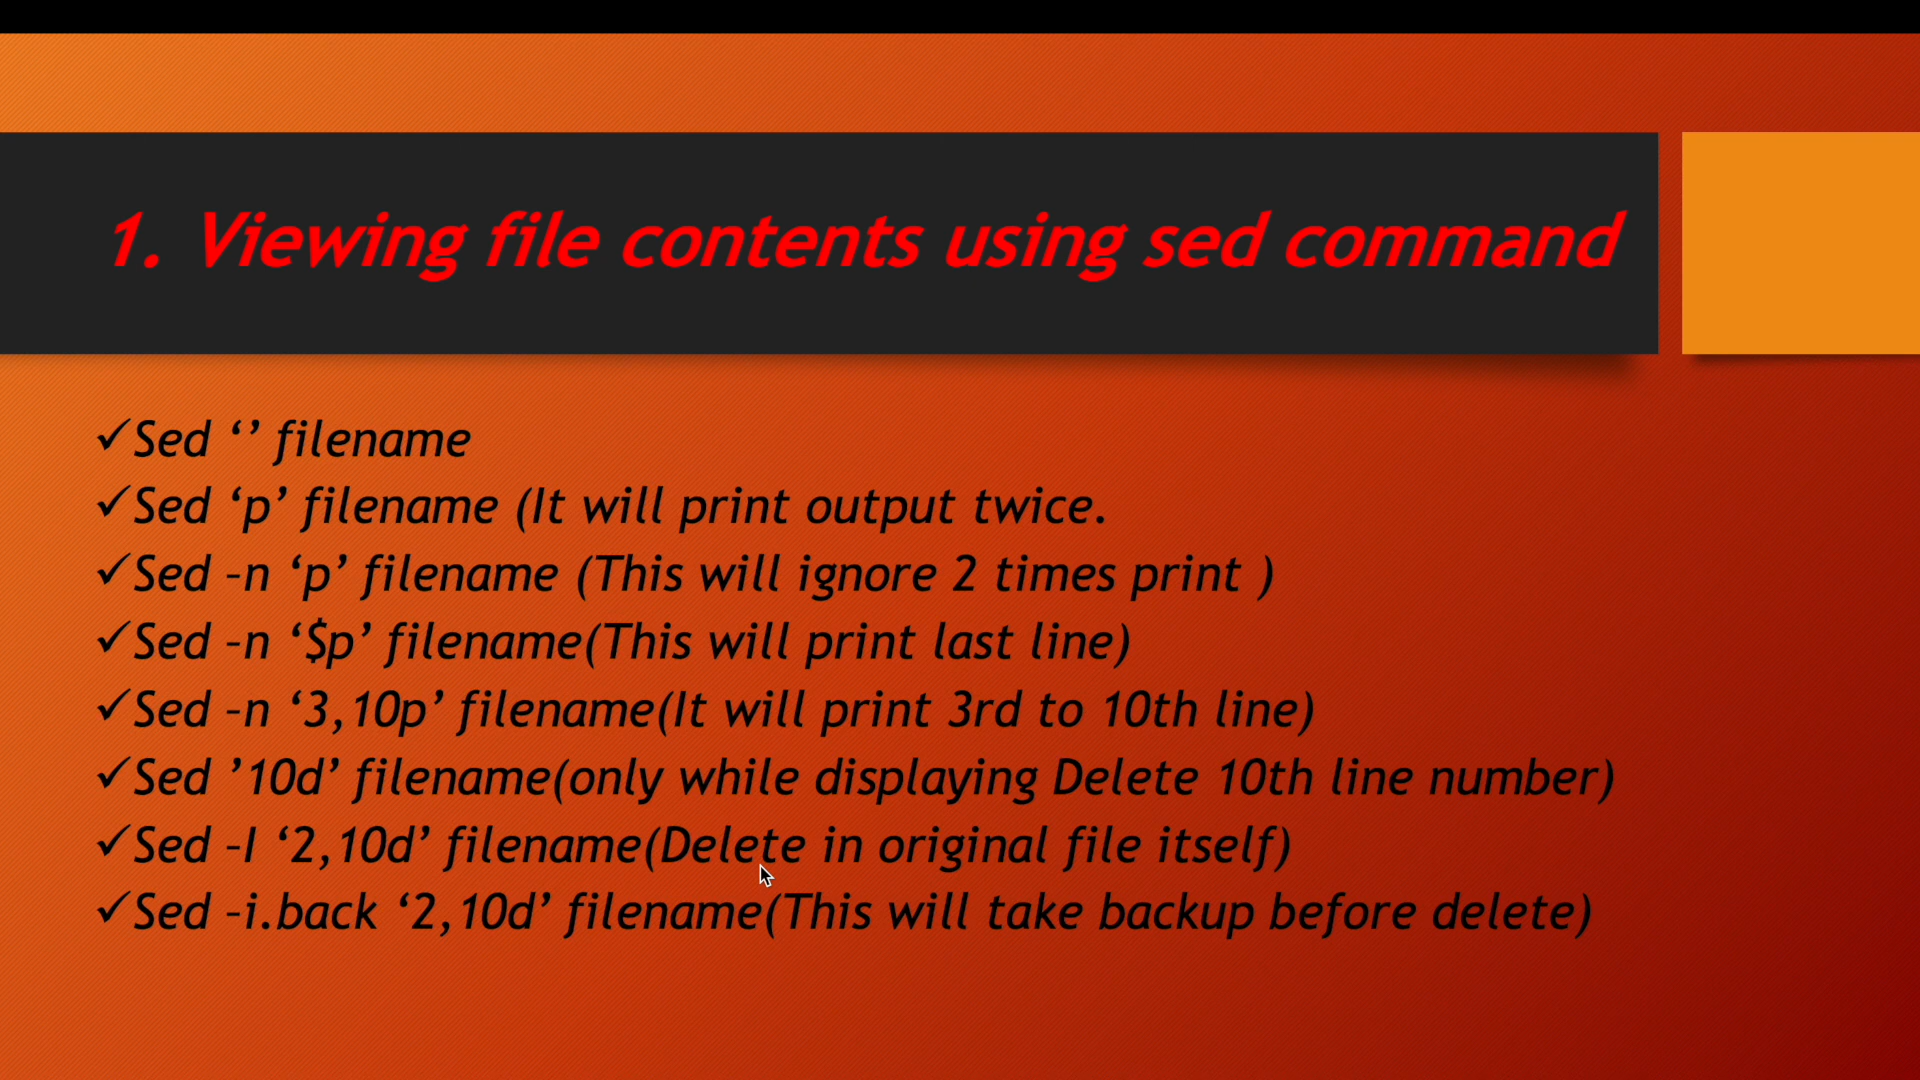 1. Viewing file contents using sed command
✓Sed ‘’ filename
✓Sed ‘p’ filename (It will print output twice.
✓Sed –n ‘p’ filename (This will ignore 2 times print )
✓Sed –n ‘$p’ filename(This will print last line)
✓Sed –n ‘3,10p’ filename(It will print 3rd to 10th line)
✓Sed ’10d’ filename(only while displaying Delete 10th line number)
✓Sed –I ‘2,10d’ filename(Delete in original file itself)
✓Sed –i.back ‘2,10d’ filename(This will take backup before delete)